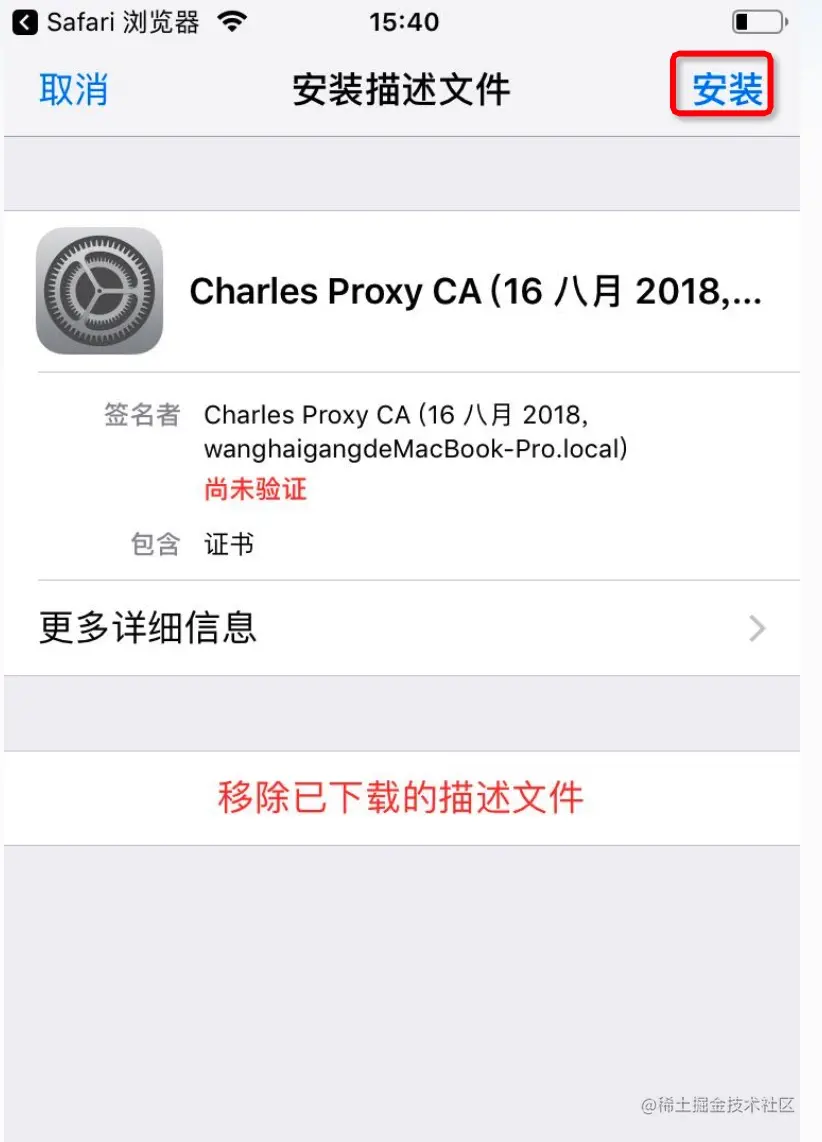 Safari 浏览器 15:40
取消 安装描述文件 安装
Charles Proxy CA (16 八月 2018,...
签名者 Charles Proxy CA (16 八月 2018,
wanghaigangdeMacBook-Pro.local)
尚未验证
包含 证书
更多详细信息
移除已下载的描述文件
@稀土掘金技术社区